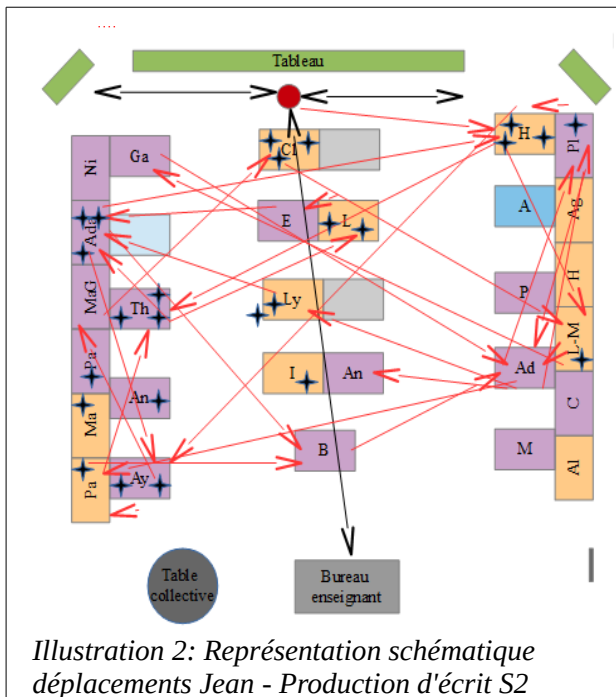 ....
Tableau
Cl
H
Pl
Ni
Ga
Ada
E
L
A
Ag
MaG
Th
Ly
P
H
Pa
An
I
An
Ad
L-M
Ma
C
Pa
Ay
B
M
Al
Table
collective
Bureau
enseignant
Illustration 2: Représentation schématique
déplacements Jean - Production d'écrit S2